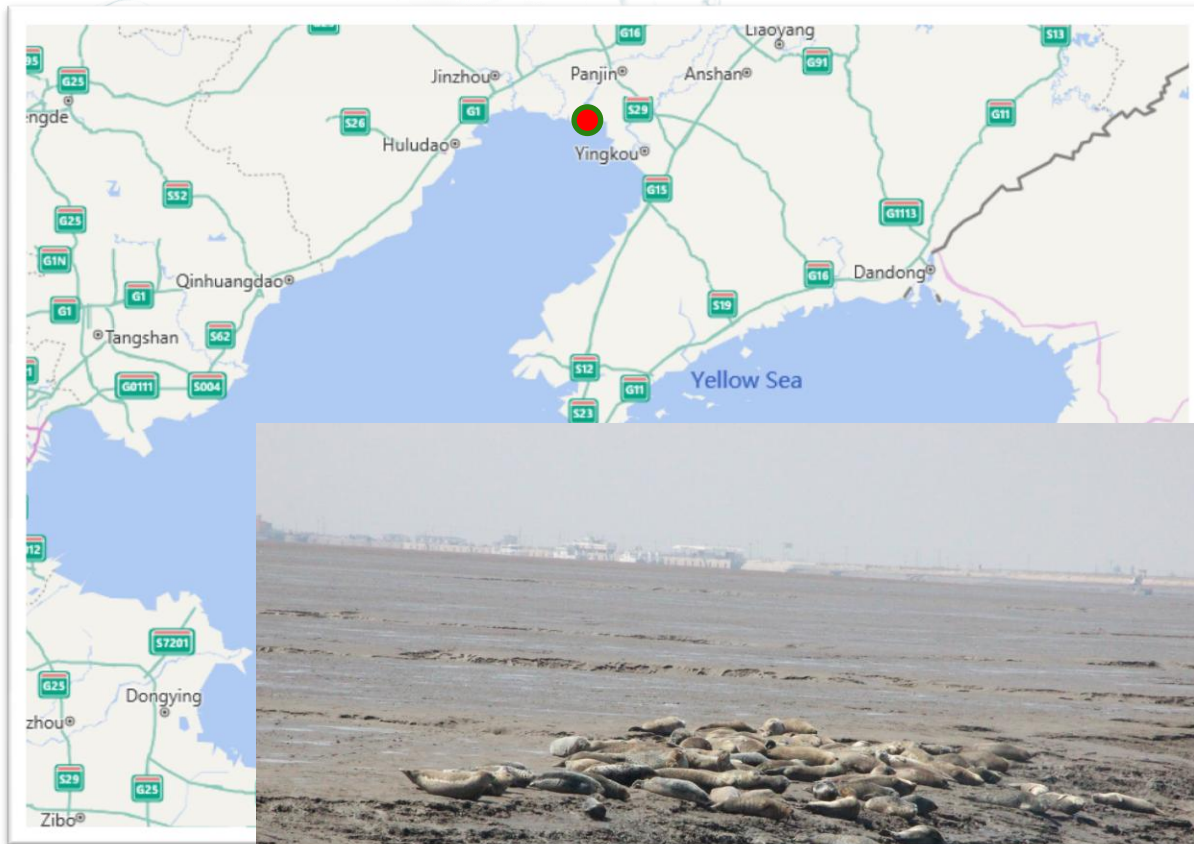 G16
Liaoyang
S13
G25
Jinzhou
Panjin
Anshan
G91
G1
S29
G11
S26
Huludao
Yingkou
S52
G15
G25
G1113
G1N
Qinhuangdao
G16
Dandong
G1
G1
S19
Tangshan
S62
S12
Yellow Sea
G0111
S004
G11
S23
S7201
G25
Dongying
S29
G25
Zibo